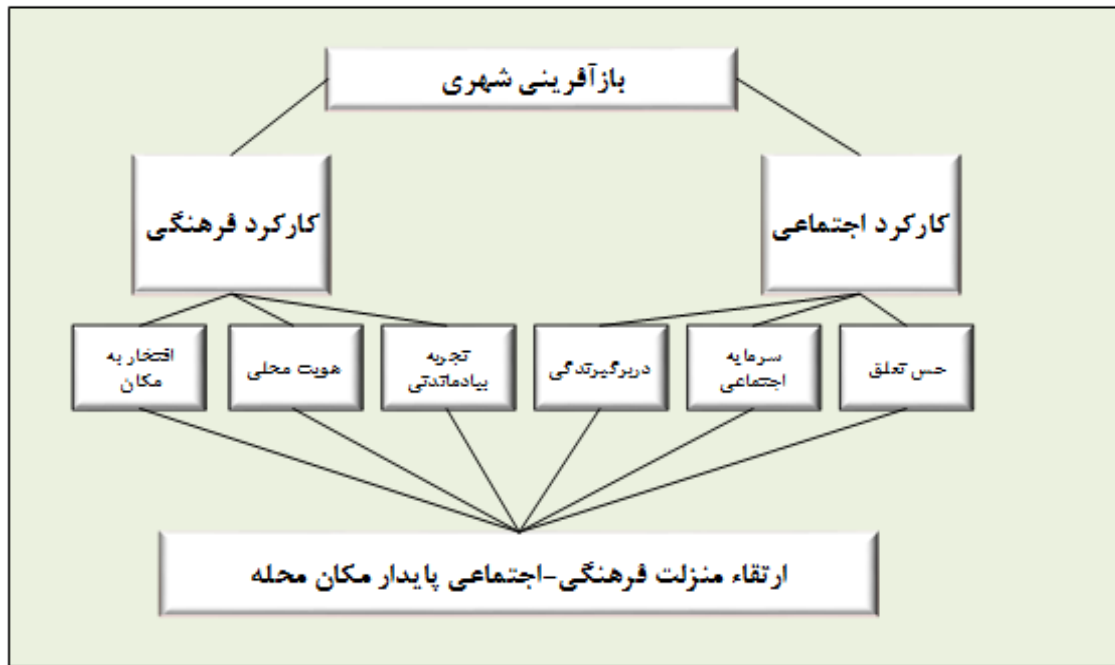 بازآفرینی شهری
کارکرد اجتماعی
کارکرد فرهنگی
حس تعلق
سرمایه
اجتماعی
دربرگیرندگی
تجربه
بیادماندنی
هویت محلی
افتخار به
مکان
ارتقاء منزلت فرهنگی-اجتماعی پایدار مکان محله